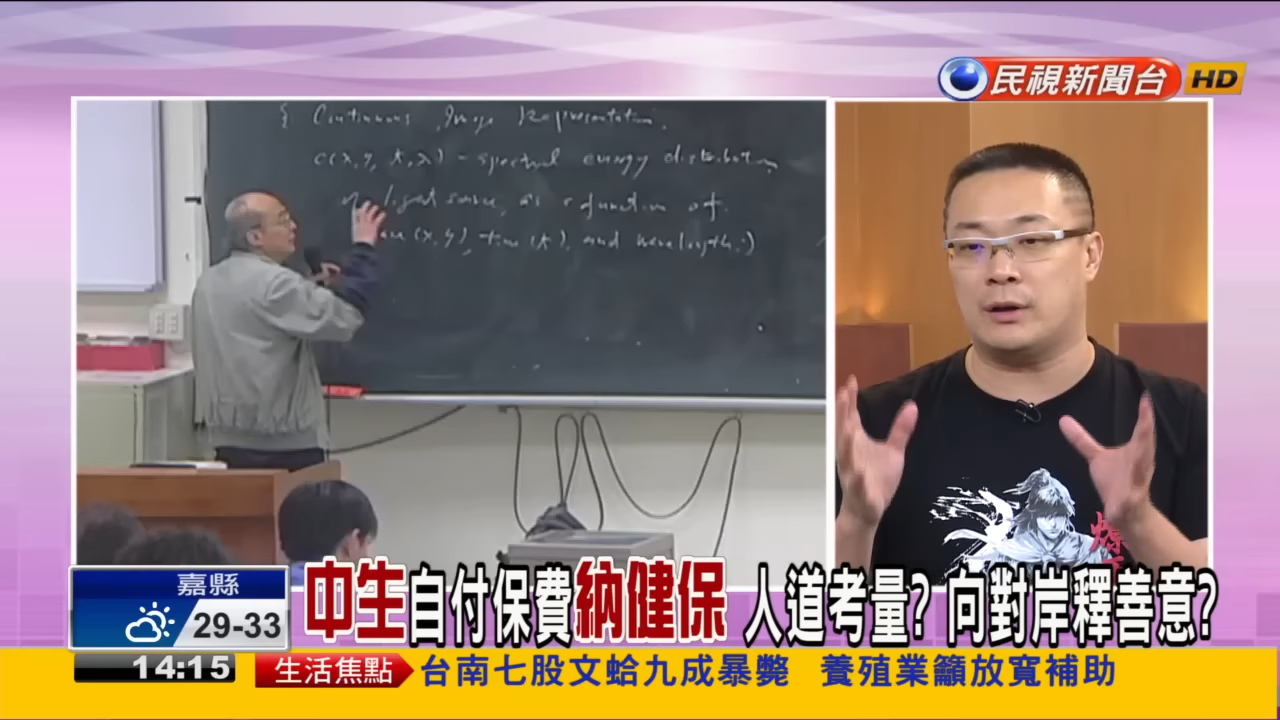 民視新聞台 HD
{ Continuous Image Representation.
C(x, y, t, λ) - spectral energy distribution
light source, as a function of
(x, y), time (t), and wavelength.)
嘉縣
29-33
中生自付保費納健保 人道考量? 向對岸釋善意?
14:15 生活焦點 台南七股文蛤九成暴斃 養殖業籲放寬補助